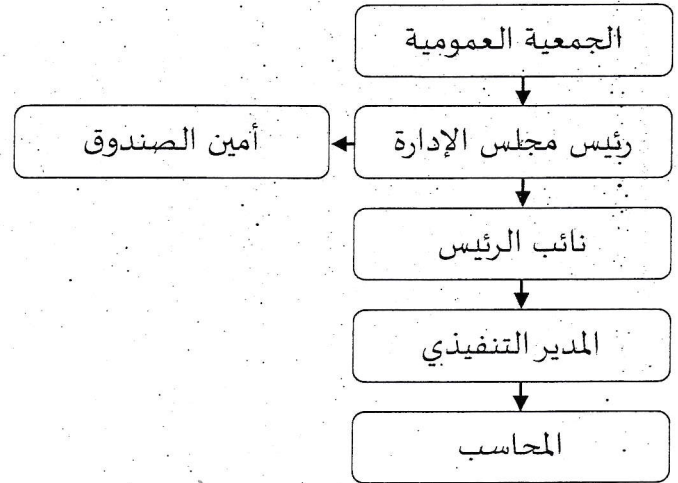 الجمعية العمومية
رئيس مجلس الإدارة
أمين الصندوق
نائب الرئيس
المدير التنفيذي
المحاسب